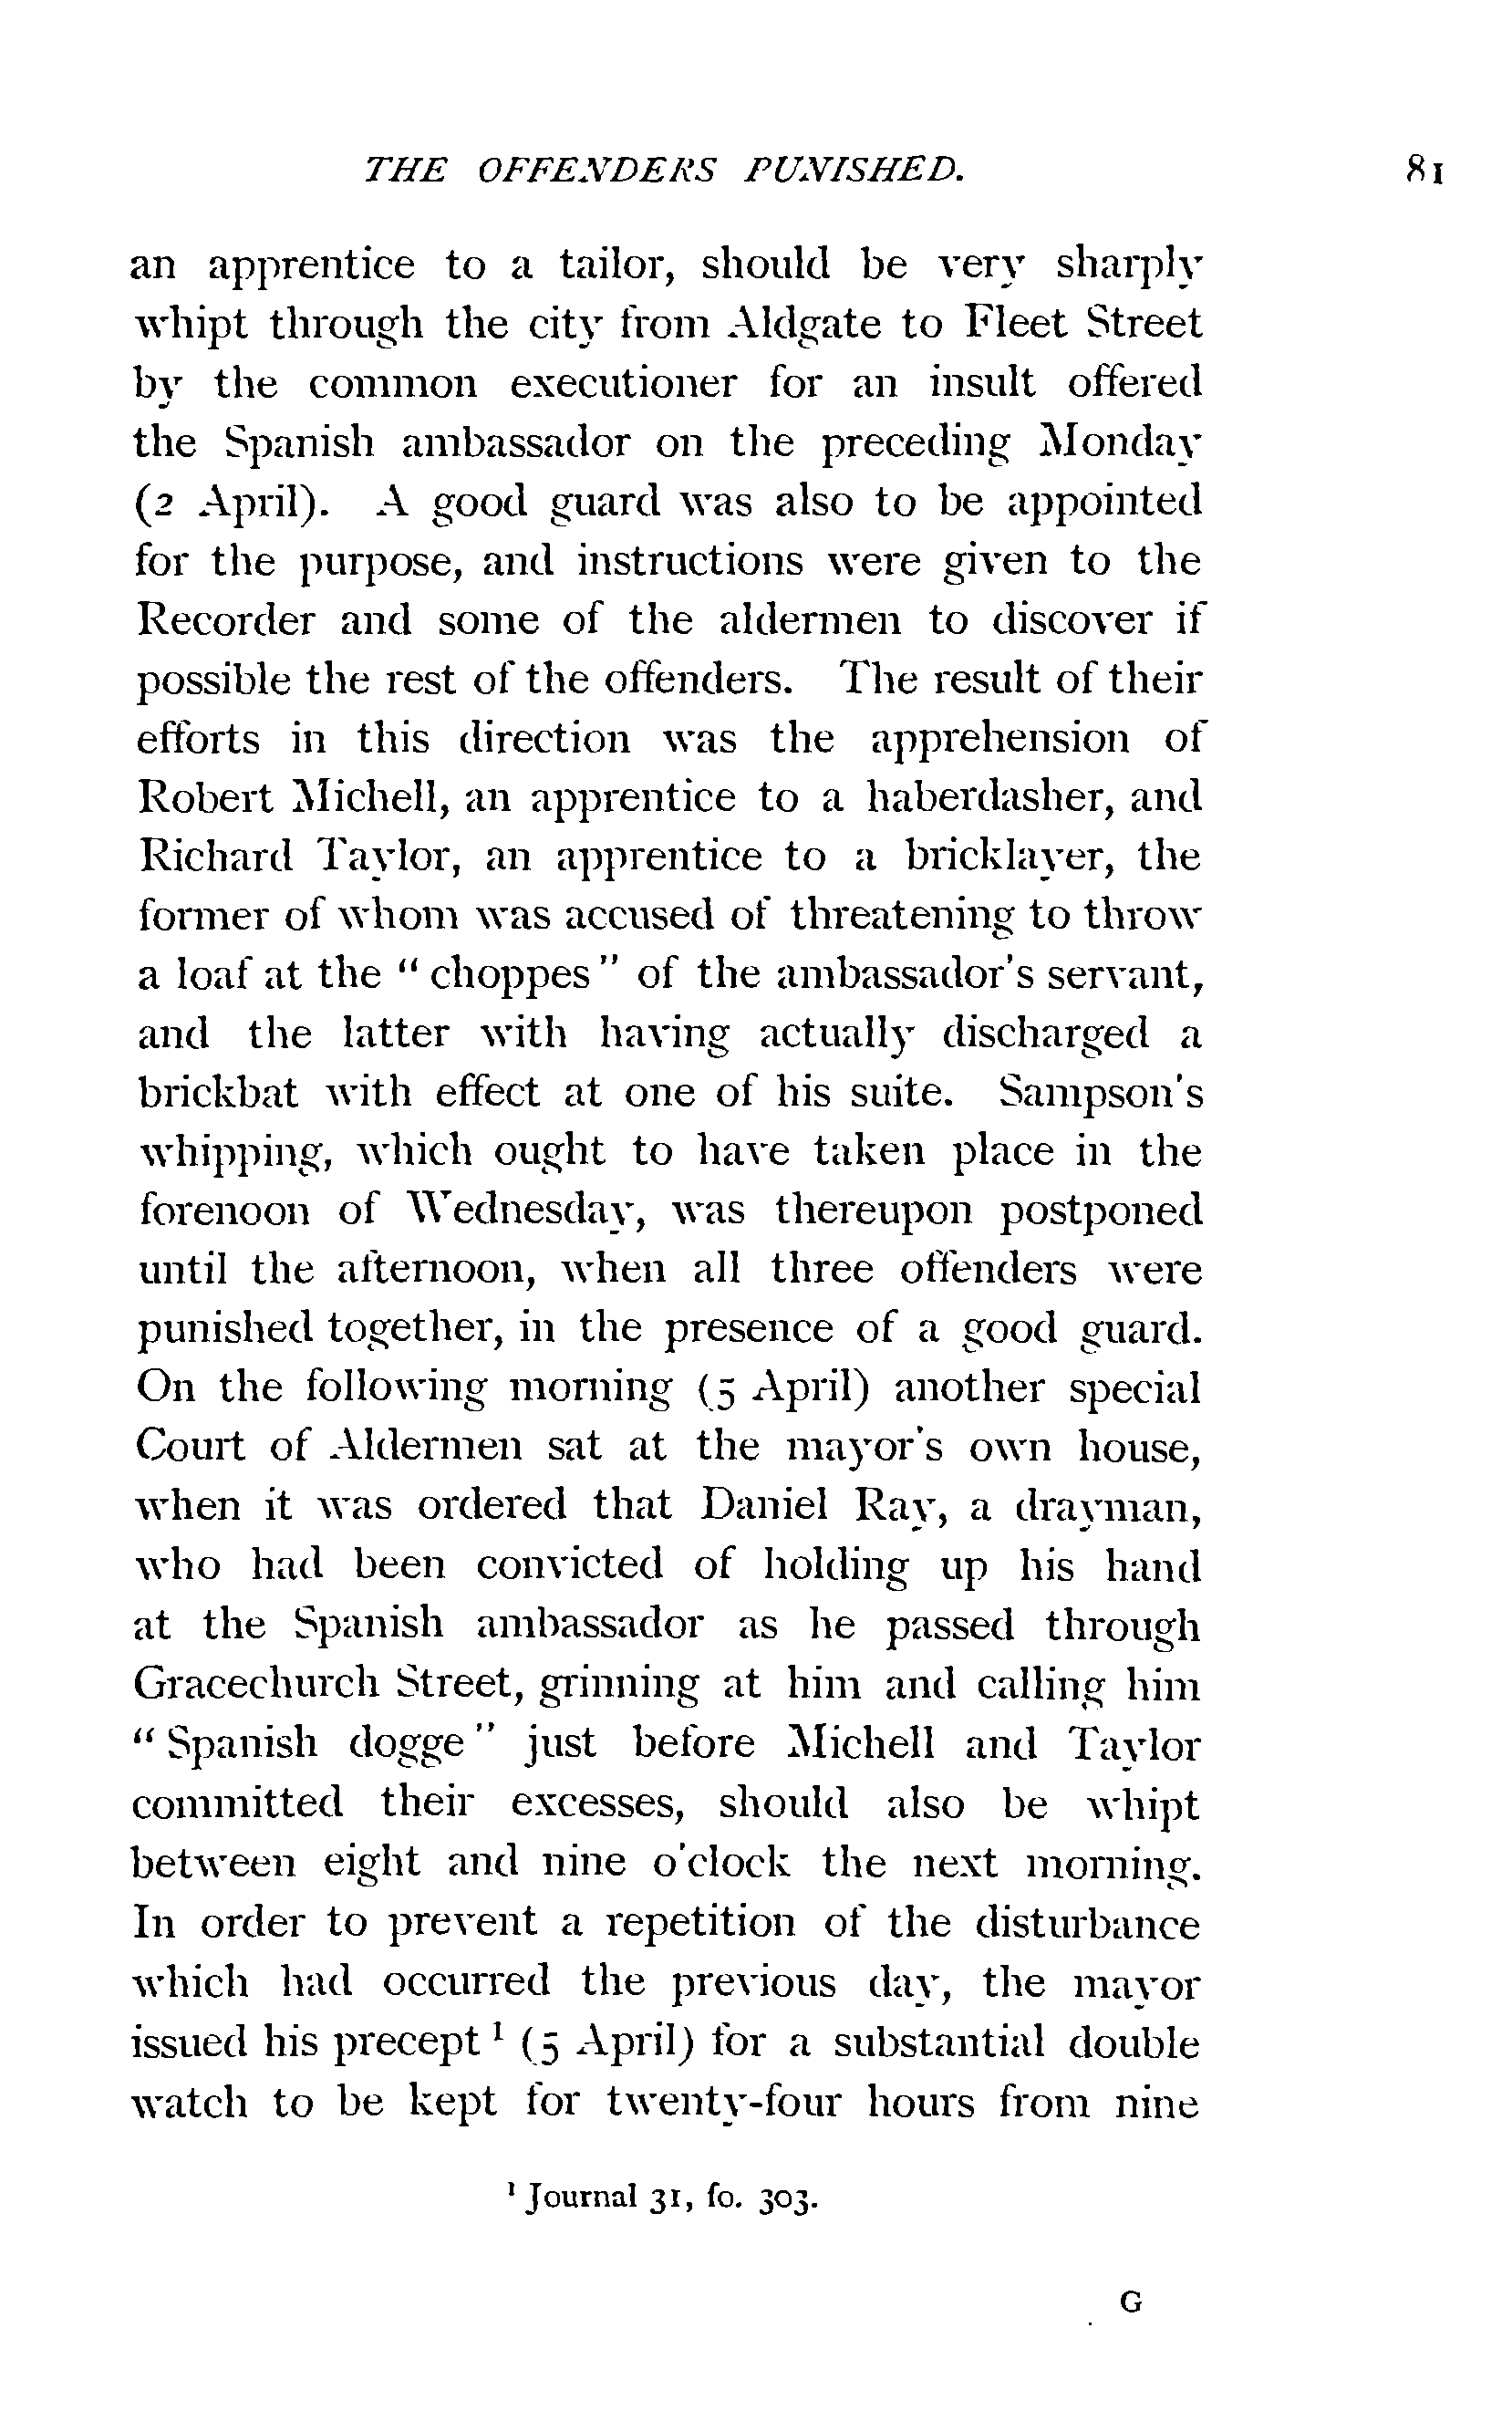 THE OFFENDERS PUNISHED. 81
an apprentice to a tailor, should be very sharply
whipt through the city from Aldgate to Fleet Street
by the common executioner for an insult offered
the Spanish ambassador on the preceding Monday
(2 April). A good guard was also to be appointed
for the purpose, and instructions were given to the
Recorder and some of the aldermen to discover if
possible the rest of the offenders. The result of their
efforts in this direction was the apprehension of
Robert Michell, an apprentice to a haberdasher, and
Richard Taylor, an apprentice to a bricklayer, the
former of whom was accused of threatening to throw
a loaf at the “choppes” of the ambassador's servant,
and the latter with having actually discharged a
brickbat with effect at one of his suite. Sampson's
whipping, which ought to have taken place in the
forenoon of Wednesday, was thereupon postponed
until the afternoon, when all three offenders were
punished together, in the presence of a good guard.
On the following morning (5 April) another special
Court of Aldermen sat at the mayor's own house,
when it was ordered that Daniel Ray, a drayman,
who had been convicted of holding up his hand
at the Spanish ambassador as he passed through
Gracechurch Street, grinning at him and calling him
“Spanish dogge” just before Michell and Taylor
committed their excesses, should also be whipt
between eight and nine o'clock the next morning.
In order to prevent a repetition of the disturbance
which had occurred the previous day, the mayor
issued his precept¹ (5 April) for a substantial double
watch to be kept for twenty-four hours from nine
¹ Journal 31, fo. 303.
G